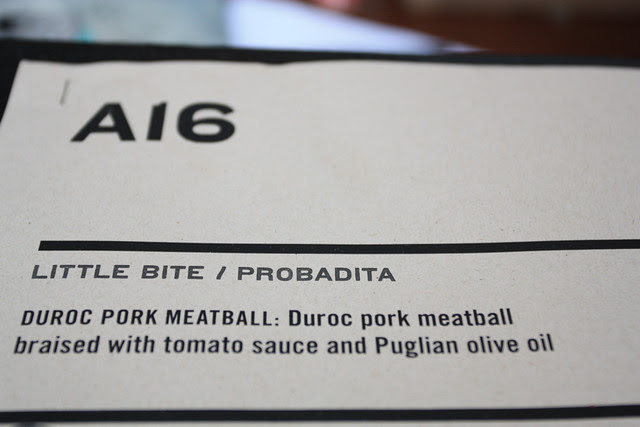 A16
LITTLE BITE / PROBADITA
DUROC PORK MEATBALL: Duroc pork meatball
braised with tomato sauce and Puglian olive oil